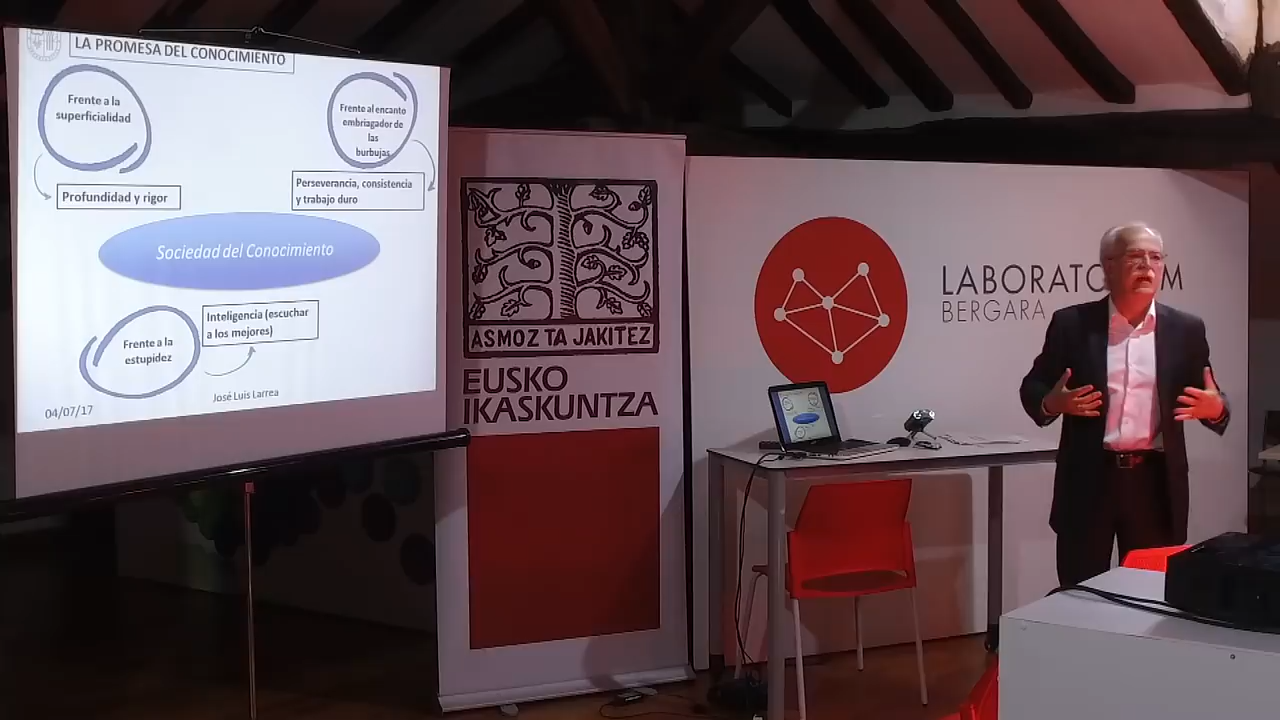 LA PROMESA DEL CONOCIMIENTO
Frente a la
superficialidad
Frente al encanto
embriagador de
las
burbujas
Profundidad y rigor
Perseverancia, consistencia
y trabajo duro
Sociedad del Conocimiento
Inteligencia (escuchar
a los mejores)
Frente a la
estupidez
José Luis Larrea
04/07/17
ASMOZ TA JAKITEZ
EUSKO
IKASKUNTZA
LABORATO M
BERGARA